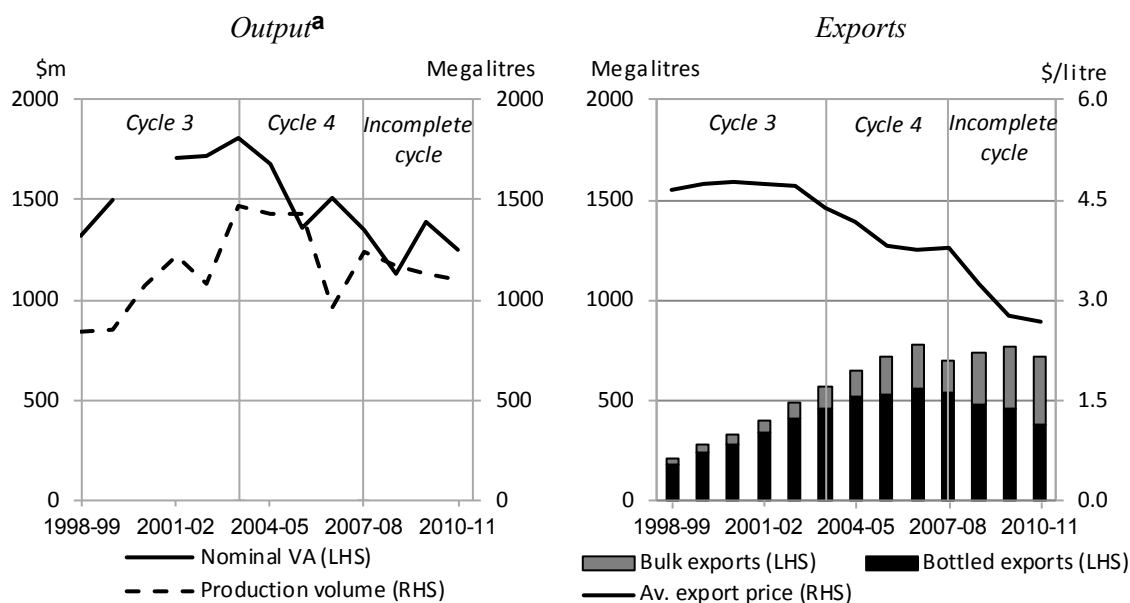 Outputa
$m
Megalitres
2000
1500
1000
500
0
2000
1500
1000
500
0
Cycle 3
Cycle 4
Incomplete
cycle
1998-99 2001-02 2004-05 2007-08 2010-11
Nominal VA (LHS)
Production volume (RHS)
Exports
Megalitres
$/litre
2000
1500
1000
500
0
6.0
4.5
3.0
1.5
0.0
Cycle 3
Cycle 4
Incomplete
cycle
1998-99 2001-02 2004-05 2007-08 2010-11
Bulk exports (LHS)
Bottled exports (LHS)
Av. export price (RHS)